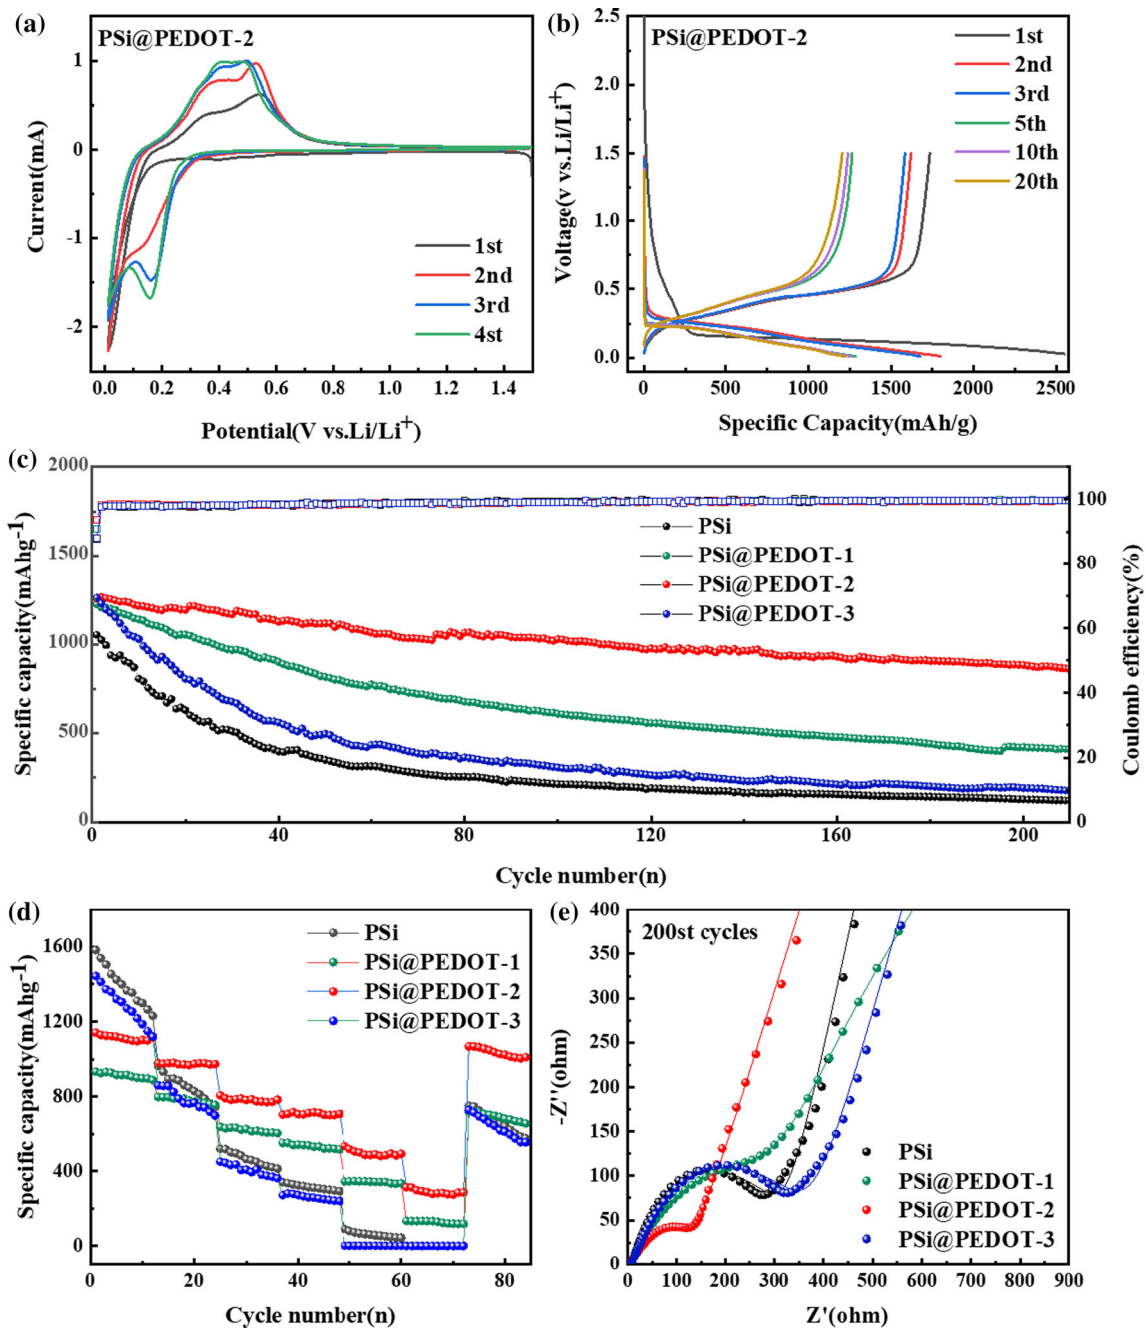 (a)
PSi@PEDOT-2
1
0
-1
-2
Current(mA)
1st
2nd
3rd
4st
0.0
0.2
0.4
0.6
0.8
1.0
1.2
1.4
Potential(V vs.Li/Li+)
(b)
PSi@PEDOT-2
2.5
2.0
1.5
1.0
0.5
0.0
Voltage(v vs.Li/Li+)
1st
2nd
3rd
5th
10th
20th
0
500
1000
1500
2000
2500
Specific Capacity(mAh/g)
(c)
2000
1500
1000
500
0
Specific capacity(mAhg-1)
PSi
PSi@PEDOT-1
PSi@PEDOT-2
PSi@PEDOT-3
100
80
60
40
20
0
Coulomb efficiency(%)
0
40
80
120
160
200
Cycle number(n)
(d)
1600
1200
800
400
0
Specific capacity(mAhg-1)
PSi
PSi@PEDOT-1
PSi@PEDOT-2
PSi@PEDOT-3
0
20
40
60
80
Cycle number(n)
(e)
200st cycles
400
350
300
250
200
150
100
50
0
-Z''(ohm)
PSi
PSi@PEDOT-1
PSi@PEDOT-2
PSi@PEDOT-3
0
100
200
300
400
500
600
700
800
900
Z'(ohm)